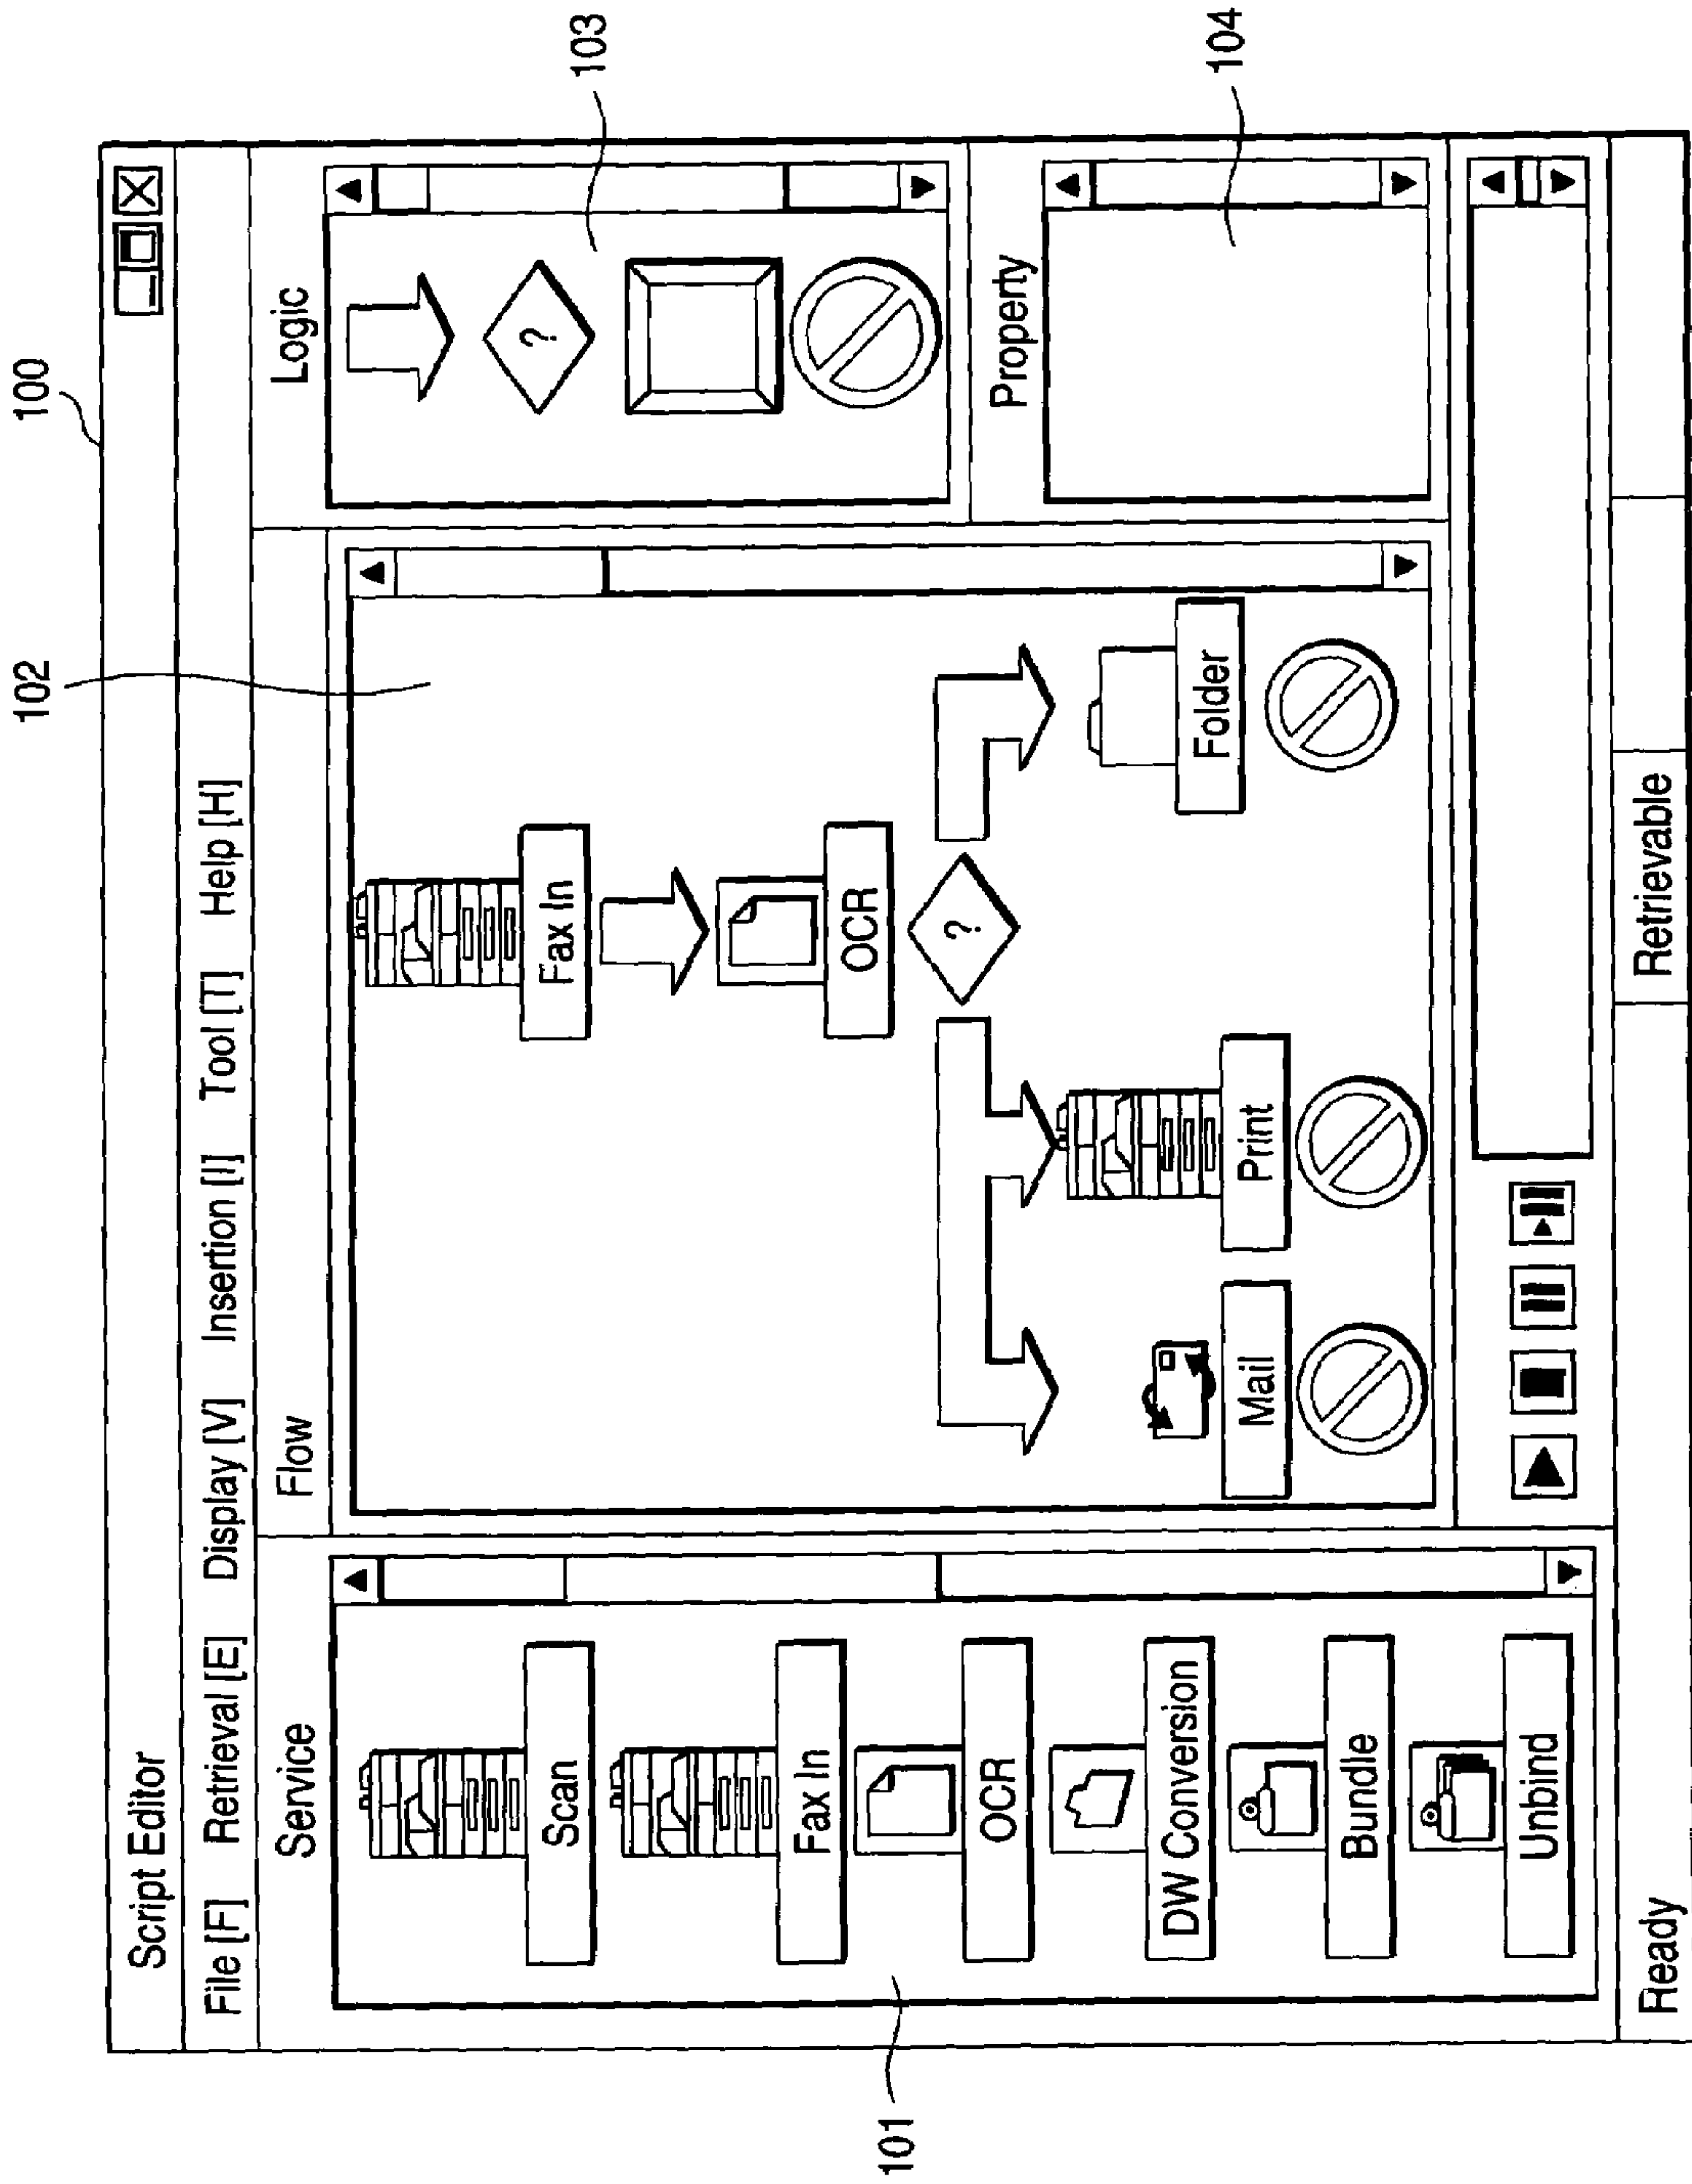 100
102
Script Editor
File [F] Retrieval [E] Display [V] Insertion [I] Tool [T] Help [H]
Service
Scan
Fax In
OCR
DW Conversion
Bundle
Unbind
101
Flow
Fax In
OCR
?
Mail
Print
Folder
Logic
?
103
Property
104
Ready
Retrievable